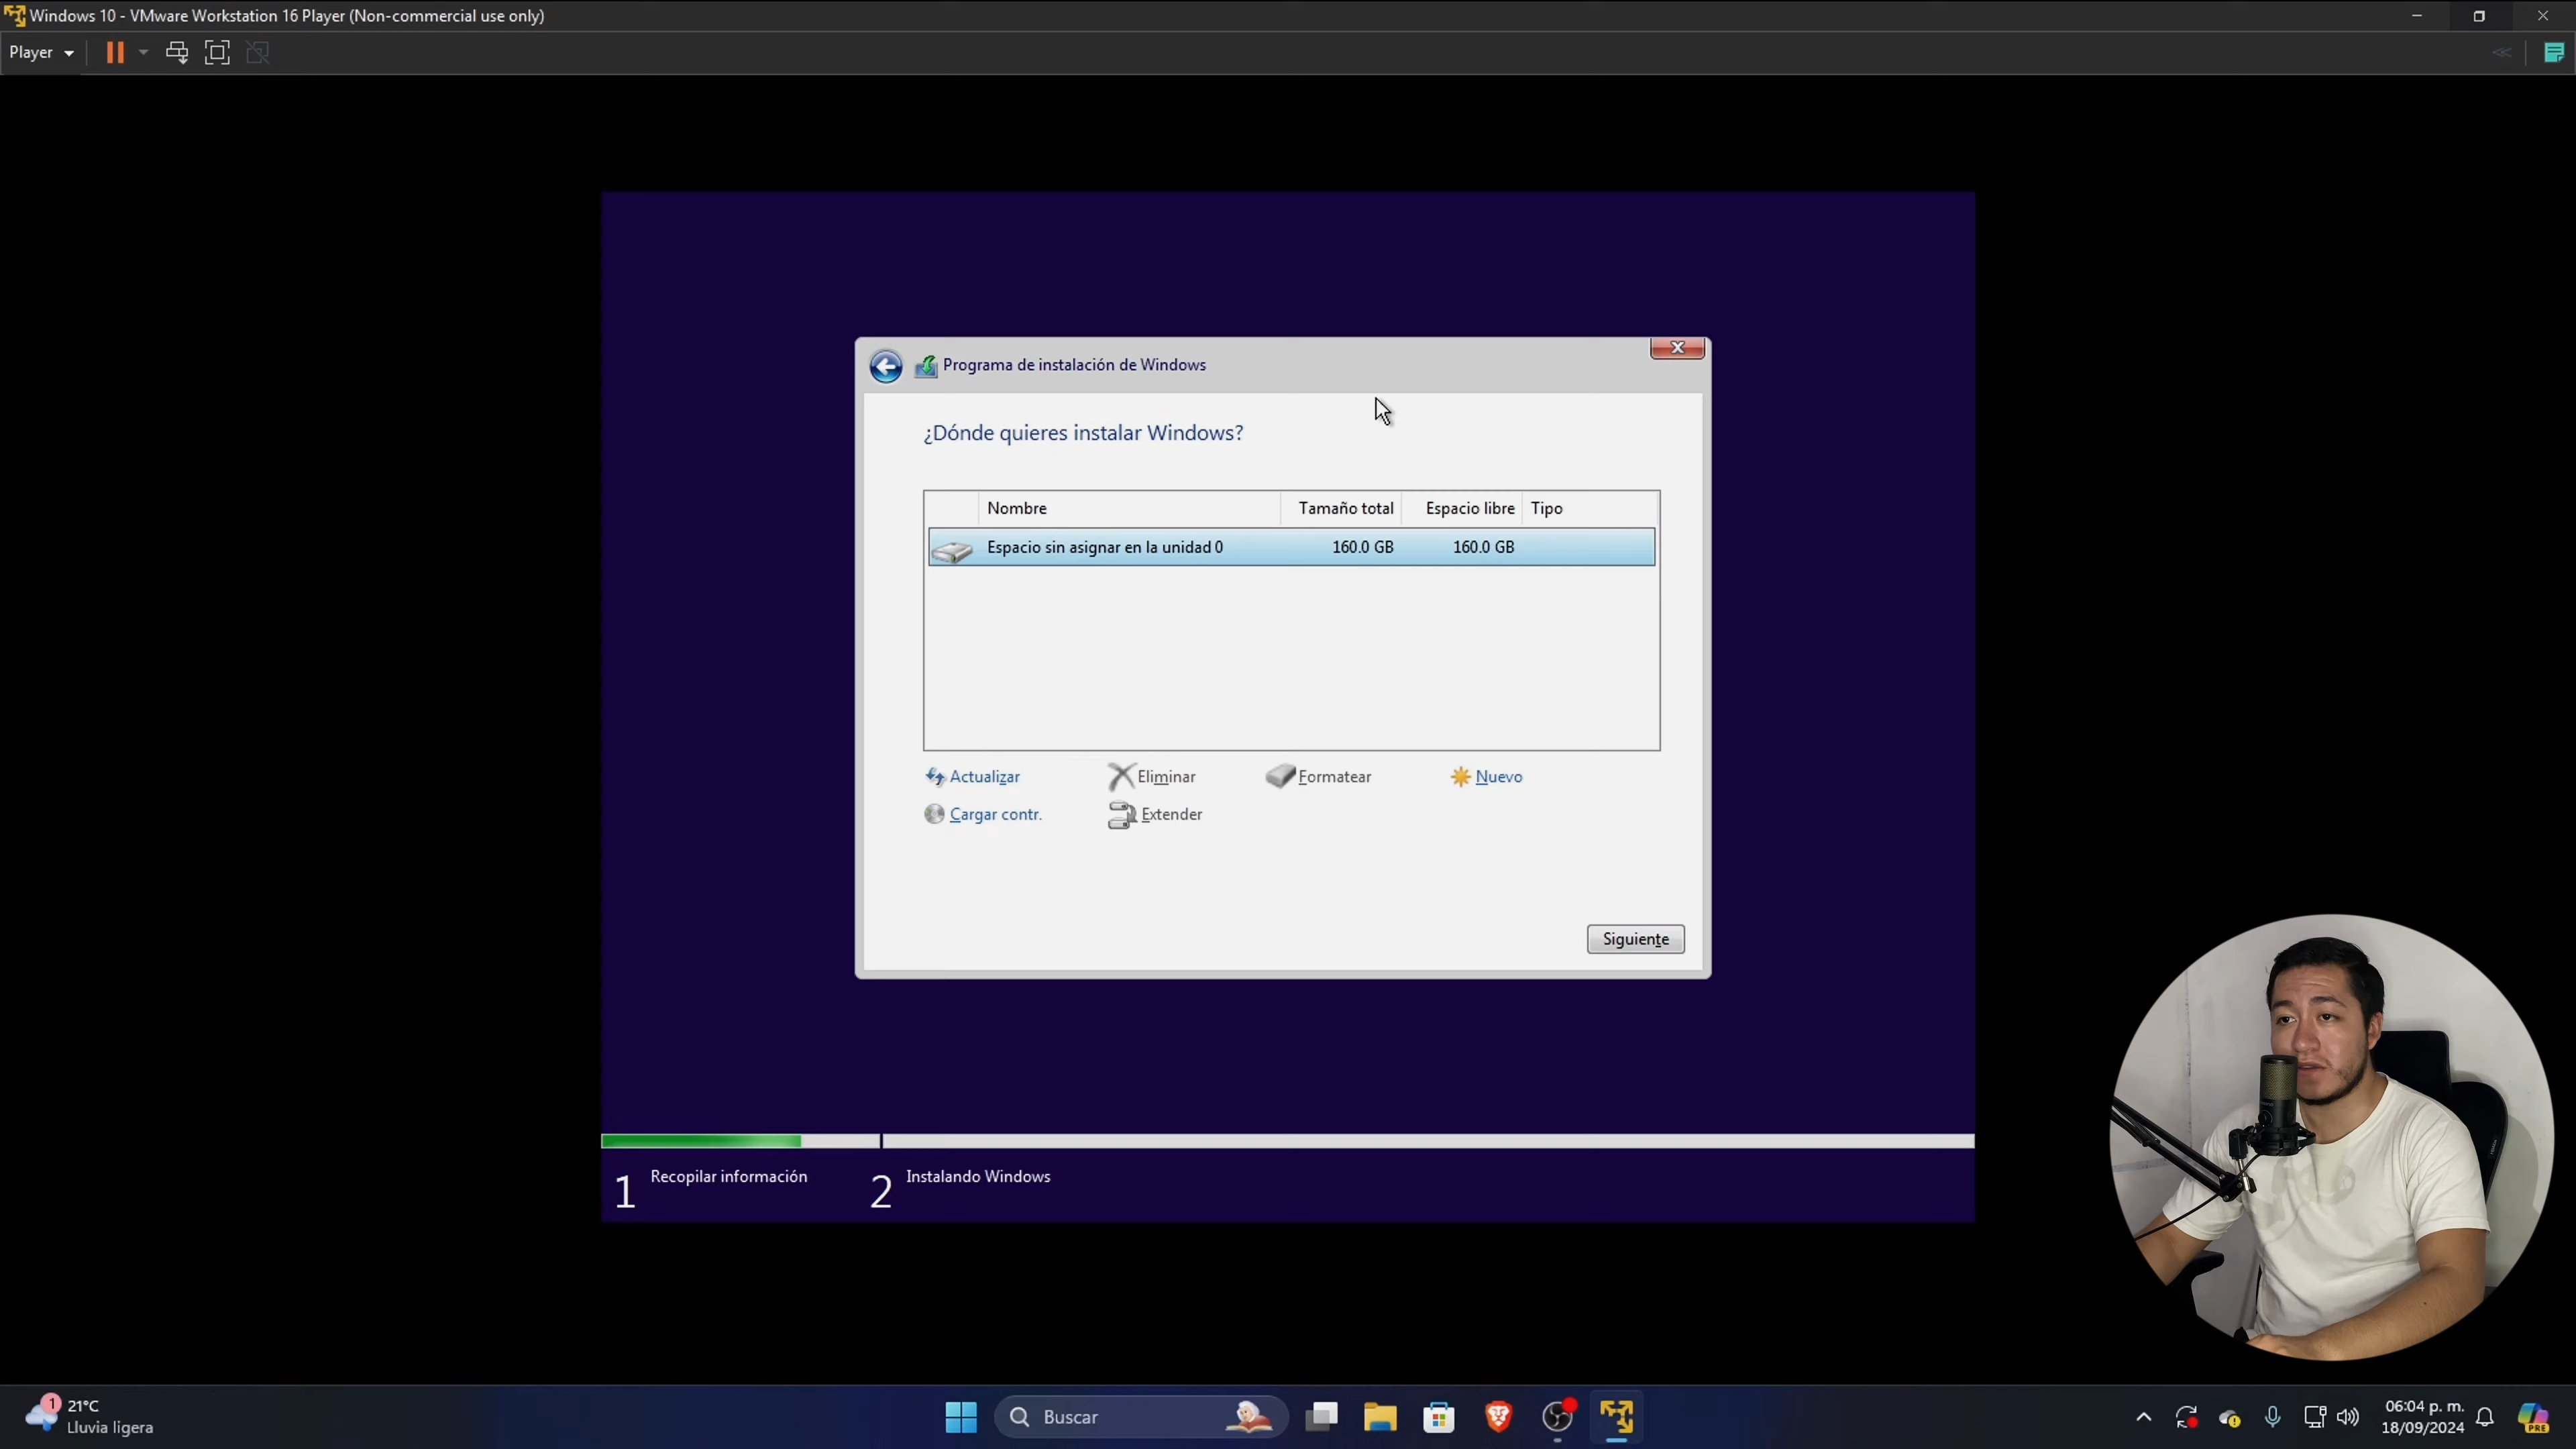 Windows 10 - VMware Workstation 16 Player (Non-commercial use only)
Player
Programa de instalación de Windows
¿Dónde quieres instalar Windows?
Nombre Tamaño total Espacio libre Tipo
Espacio sin asignar en la unidad 0 160.0 GB 160.0 GB
Actualizar Eliminar Formatear Nuevo
Cargar contr. Extender
Siguiente
1 Recopilar información 2 Instalando Windows
1 21°C
Lluvia ligera
Buscar
06:04 p. m.
18/09/2024
PRE